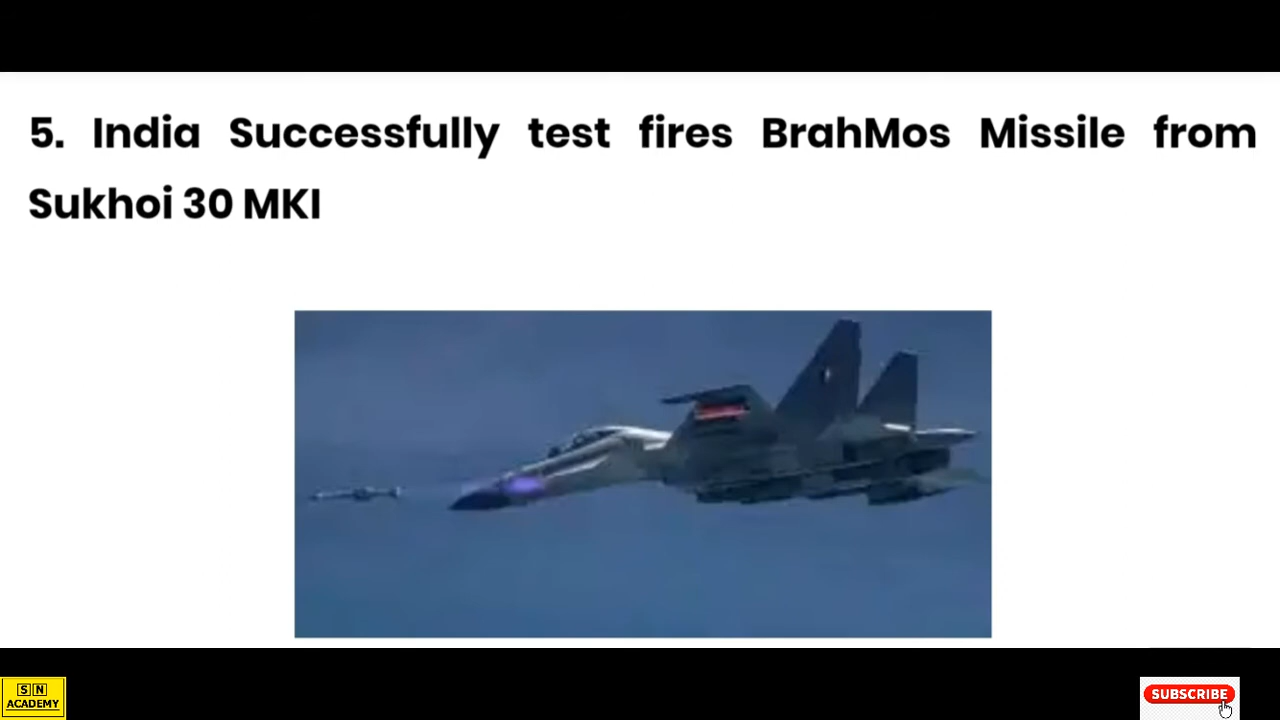 5. India Successfully test fires BrahMos Missile from
Sukhoi 30 MKI
S N
ACADEMY
SUBSCRIBE